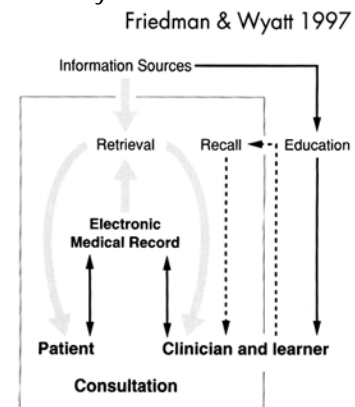 Friedman & Wyatt 1997
Information Sources
Retrieval Recall Education
Electronic
Medical Record
Patient Clinician and learner
Consultation